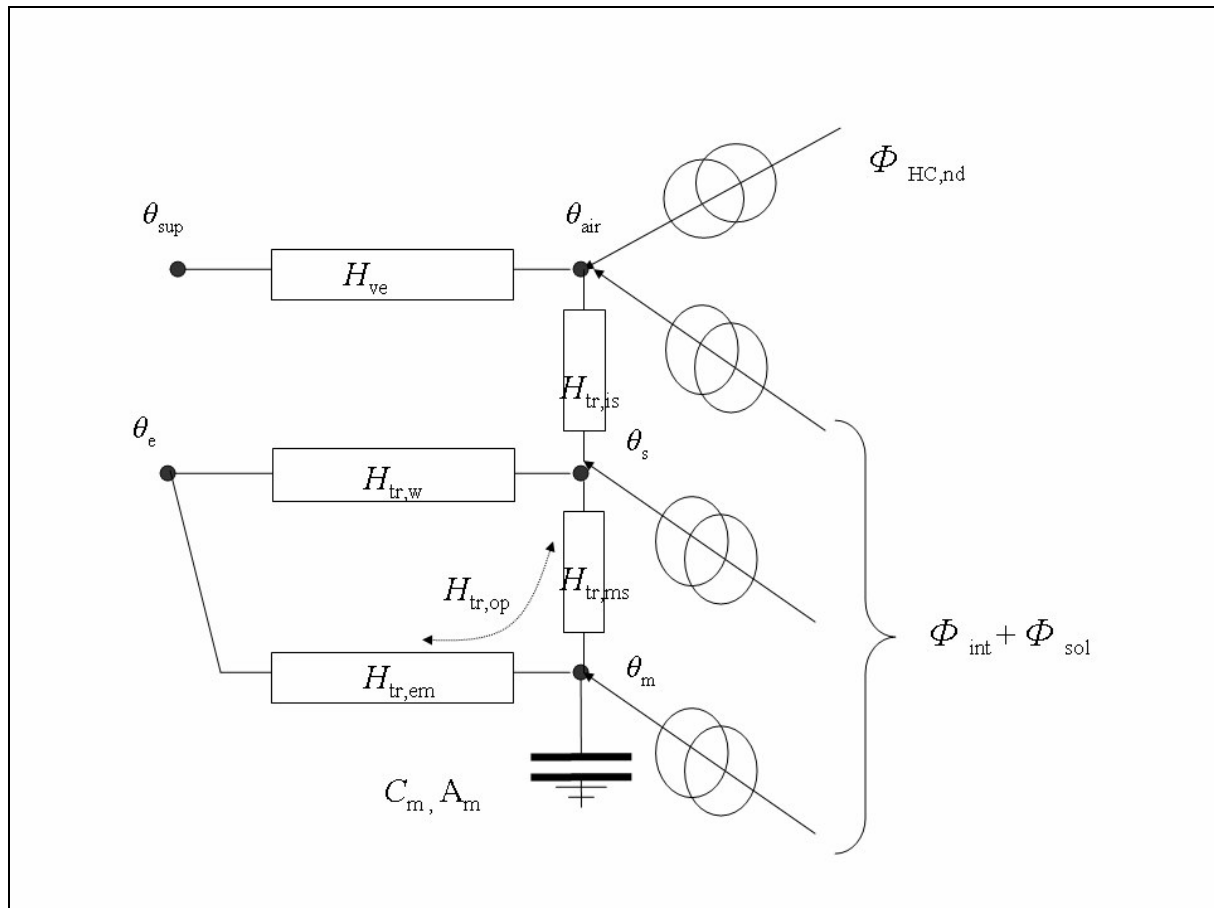 Φ HC,nd
θsup
θair
Hve
Htr,is
θe
θs
Htr,w
Htr,op
Htr,ms
Φ int + Φ sol
Htr,em
θm
Cm, Am